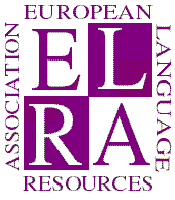 EUROPEAN
ASSOCIATION
EL
RA
LANGUAGE
RESOURCES